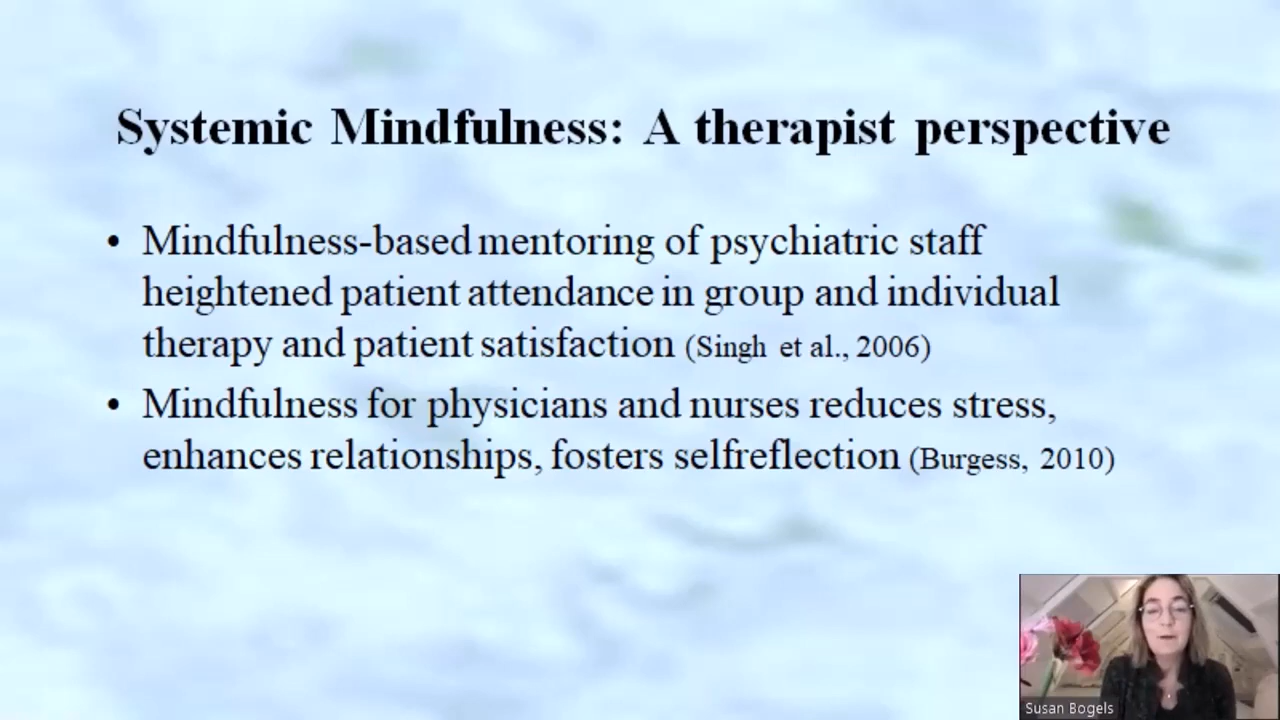 Systemic Mindfulness: A therapist perspective
• Mindfulness-based mentoring of psychiatric staff
heightened patient attendance in group and individual
therapy and patient satisfaction (Singh et al., 2006)
• Mindfulness for physicians and nurses reduces stress,
enhances relationships, fosters selfreflection (Burgess, 2010)
Susan Bogels